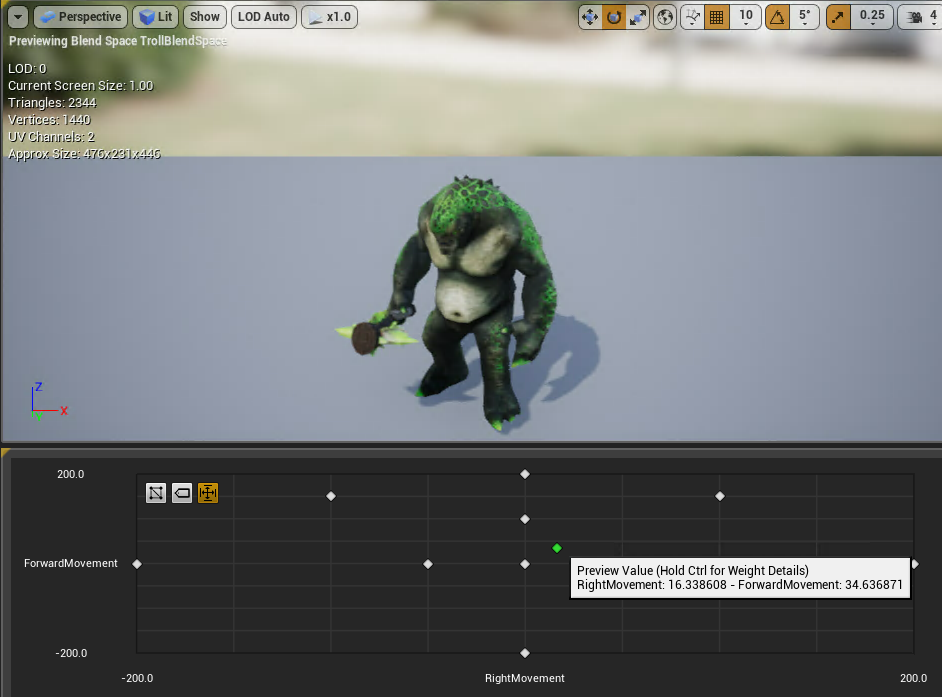 Perspective Lit Show LOD Auto x1.0 10 5° 0.25 4
Previewing Blend Space TrollBlendSpace
LOD: 0
Current Screen Size: 1.00
Triangles: 2344
Vertices: 1440
UV Channels: 2
Approx Size: 476x231x446
Z
X
200.0
ForwardMovement
Preview Value (Hold Ctrl for Weight Details)
RightMovement: 16.338608 - ForwardMovement: 34.636871
-200.0
-200.0 RightMovement 200.0